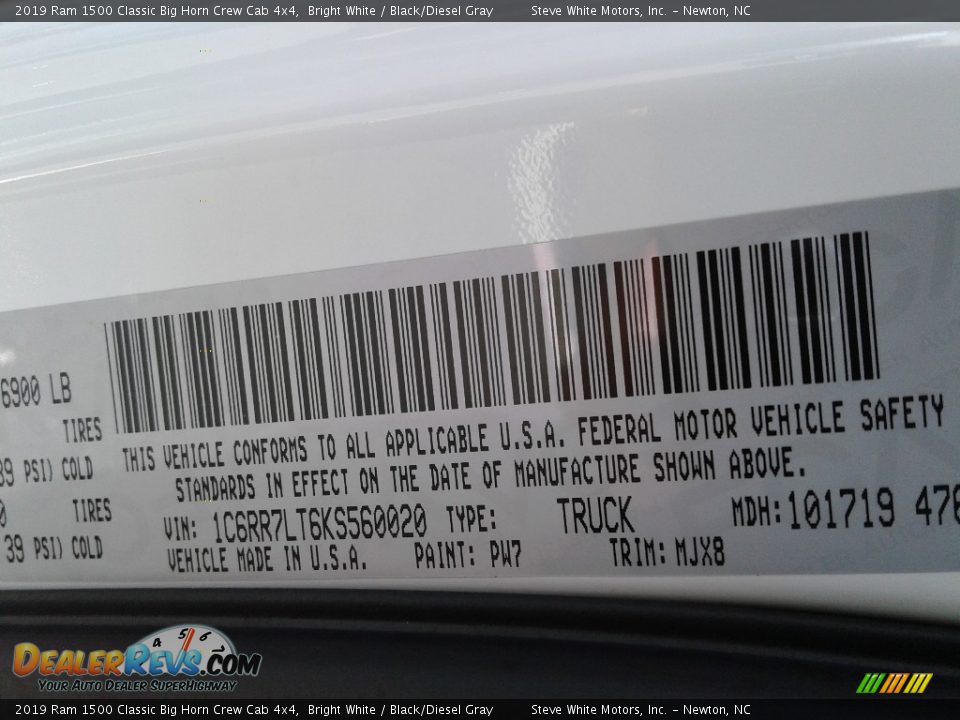 2019 Ram 1500 Classic Big Horn Crew Cab 4x4,  Bright White / Black/Diesel Gray        Steve White Motors, Inc. – Newton, NC
6900 LB
TIRES
39 PSI) COLD
TIRES
39 PSI) COLD
THIS VEHICLE CONFORMS TO ALL APPLICABLE U.S.A. FEDERAL MOTOR VEHICLE SAFETY
STANDARDS IN EFFECT ON THE DATE OF MANUFACTURE SHOWN ABOVE.
VIN: 1C6RR7LT6KS560020 TYPE: TRUCK MDH: 101719 476
VEHICLE MADE IN U.S.A. PAINT: PW7 TRIM: MJX8
4 5 6
DealerRevs.com
Your Auto Dealer SuperHighway
2019 Ram 1500 Classic Big Horn Crew Cab 4x4,  Bright White / Black/Diesel Gray        Steve White Motors, Inc. – Newton, NC